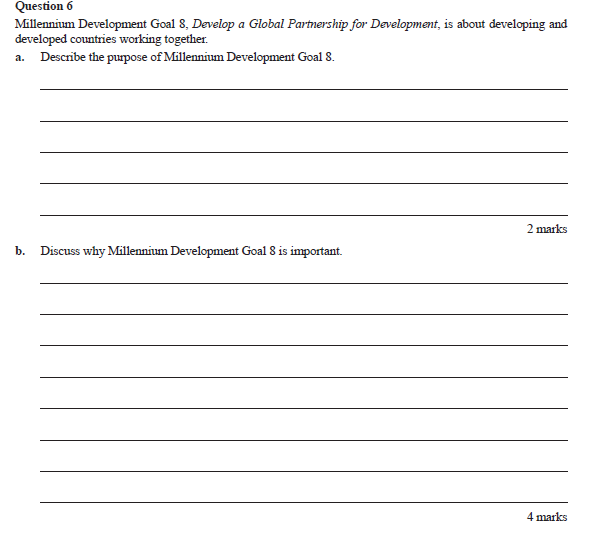 Question 6
Millennium Development Goal 8, Develop a Global Partnership for Development, is about developing and
developed countries working together.
a. Describe the purpose of Millennium Development Goal 8.
2 marks
b. Discuss why Millennium Development Goal 8 is important.
4 marks